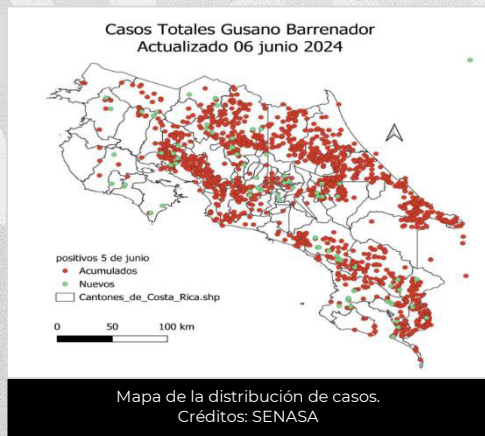 Casos Totales Gusano Barrenador
Actualizado 06 junio 2024
positivos 5 de junio
Acumulados
Nuevos
Cantones_de_Costa_Rica.shp
0 50 100 km
Mapa de la distribución de casos.
Créditos: SENASA